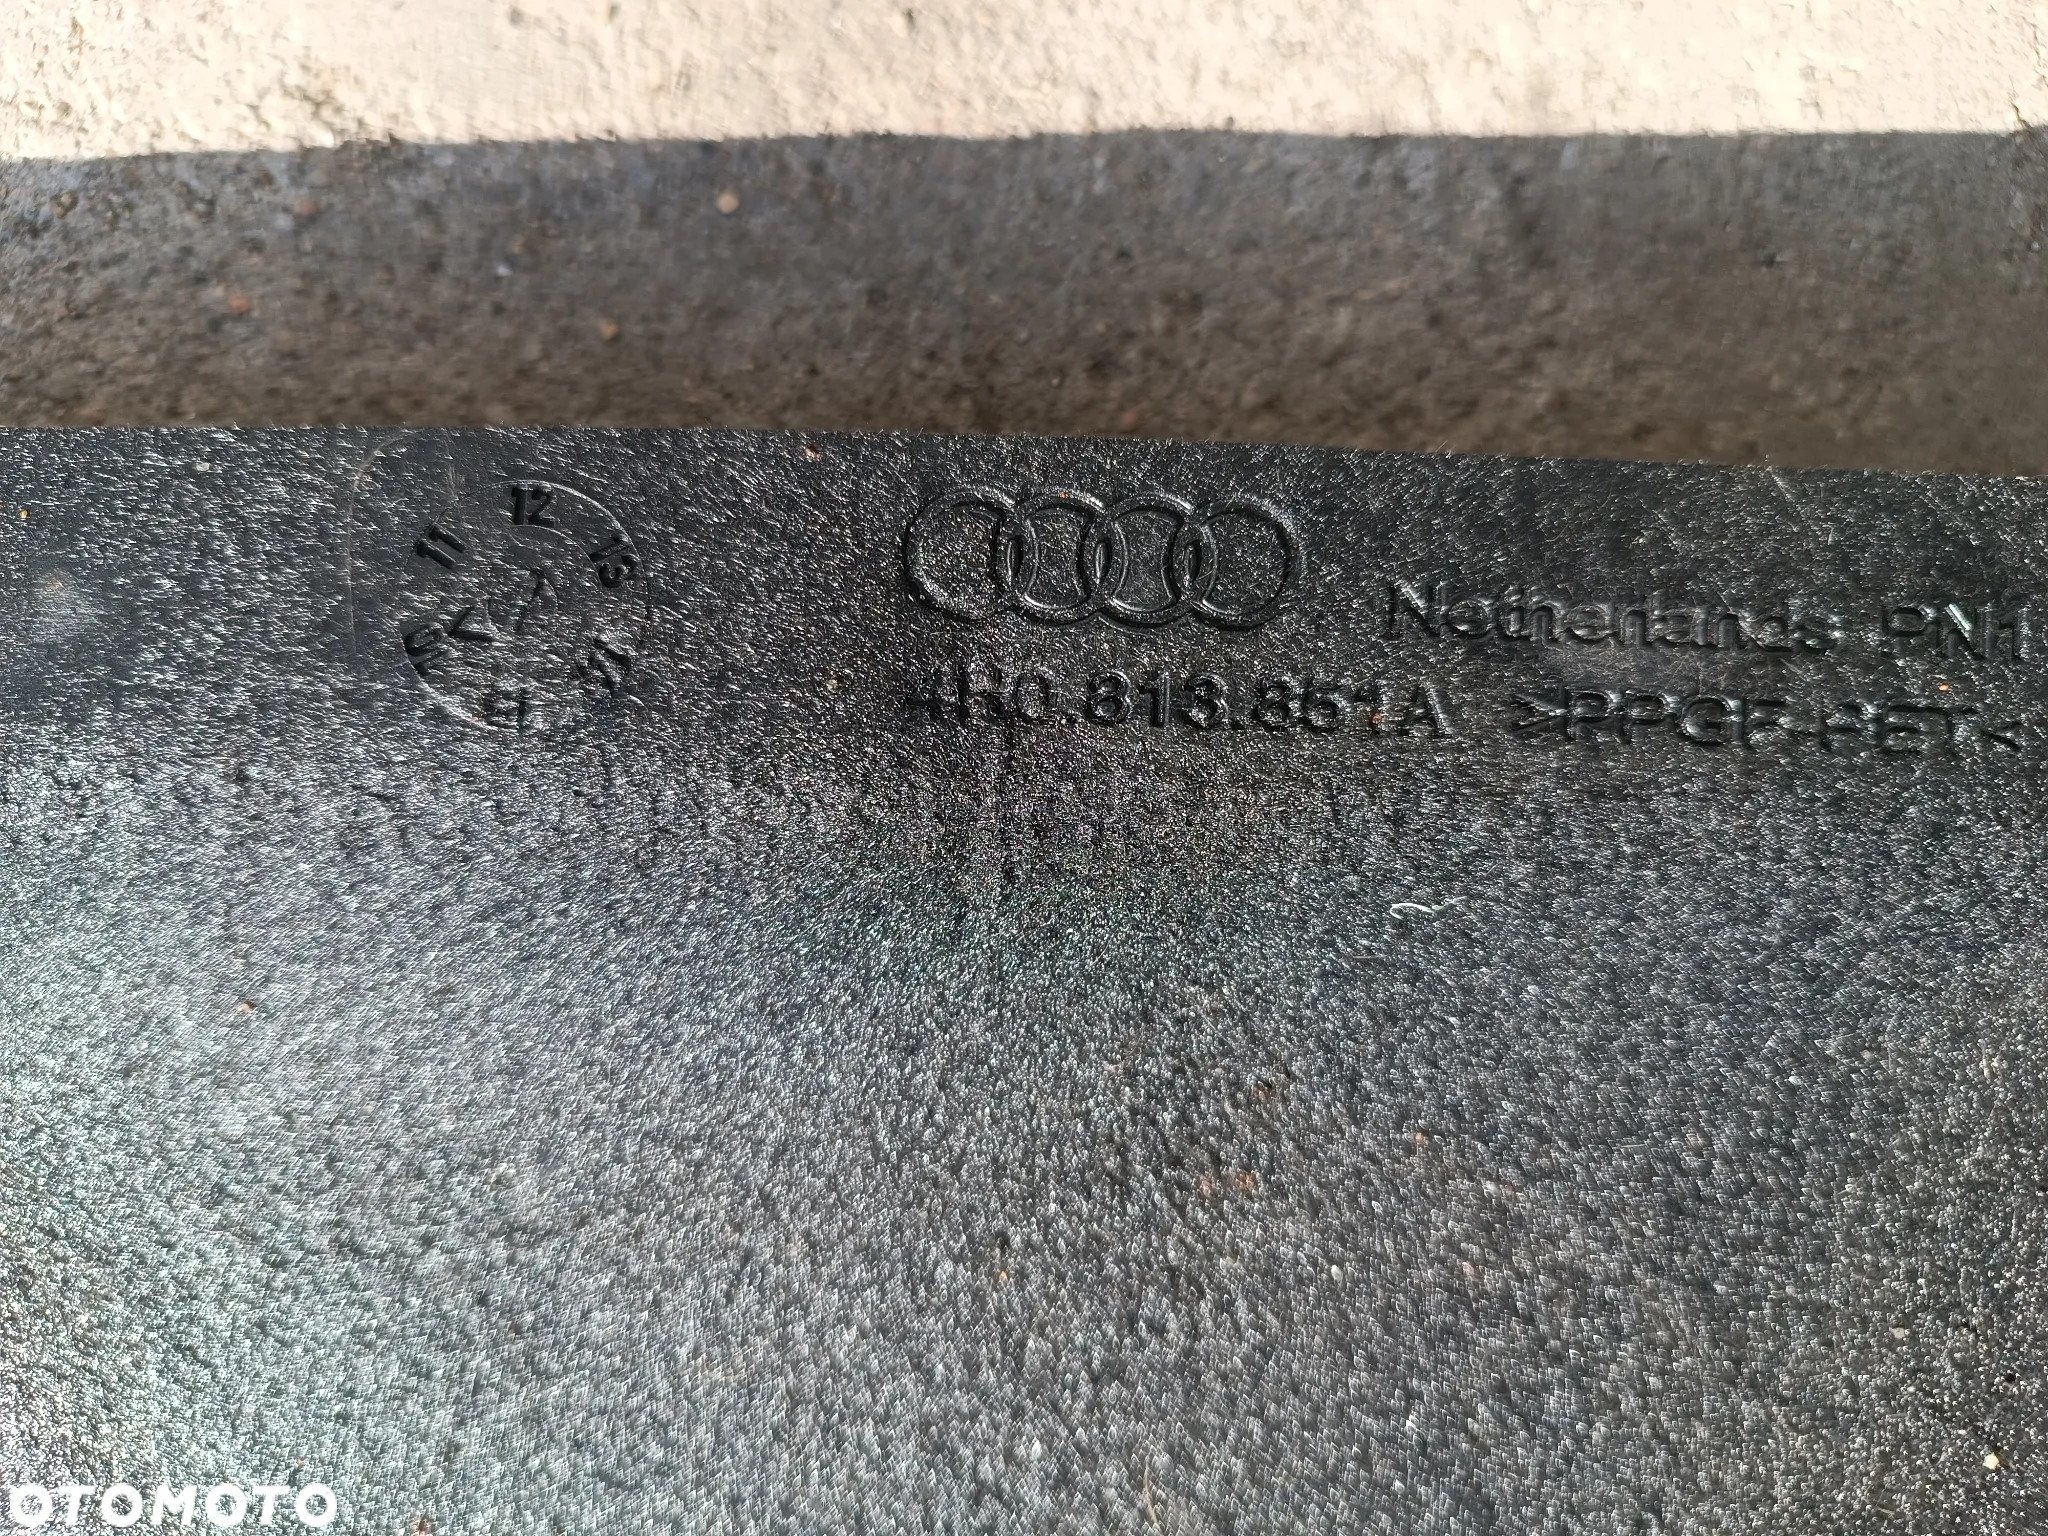 12
11
13
4H0.813.851A
Netherlands PN1
>PPGF-PET<
OTOMOTO